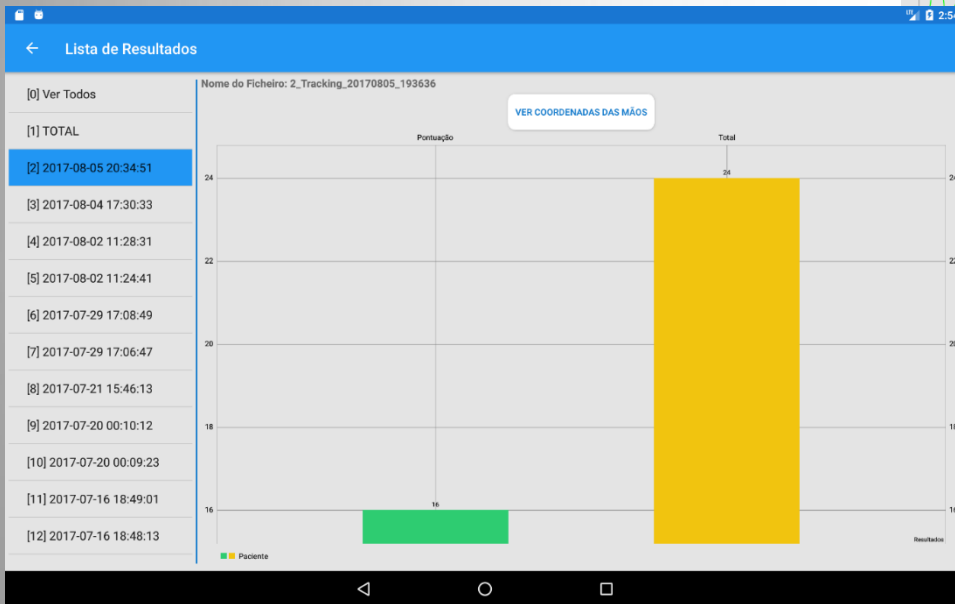 LTE 2:54
Lista de Resultados
[0] Ver Todos
[1] TOTAL
[2] 2017-08-05 20:34:51
[3] 2017-08-04 17:30:33
[4] 2017-08-02 11:28:31
[5] 2017-08-02 11:24:41
[6] 2017-07-29 17:08:49
[7] 2017-07-29 17:06:47
[8] 2017-07-21 15:46:13
[9] 2017-07-20 00:10:12
[10] 2017-07-20 00:09:23
[11] 2017-07-16 18:49:01
[12] 2017-07-16 18:48:13
Nome do Ficheiro: 2_Tracking_20170805_193636
VER COORDENADAS DAS MÃOS
Pontuação Total
24
24
22
20
18
16
16
Resultados
Paciente